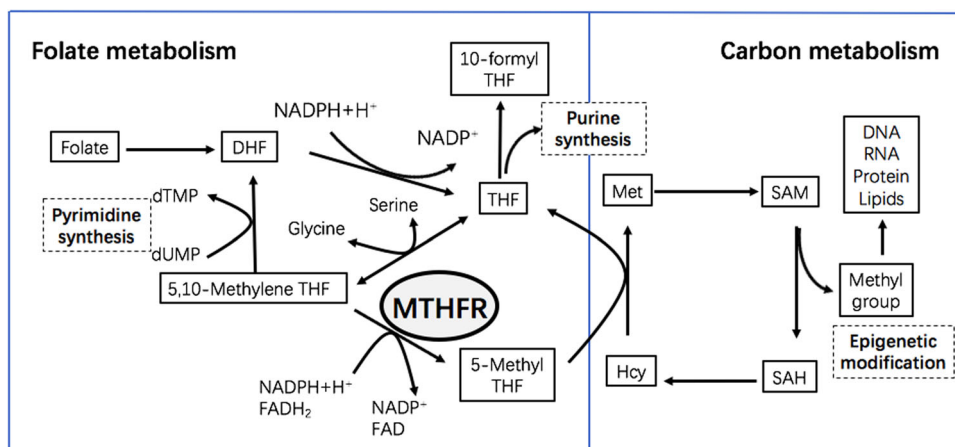 Folate metabolism
Carbon metabolism
10-formyl
THF
NADPH+H⁺
NADP⁺
Purine
synthesis
Folate
DHF
THF
DNA
RNA
Protein
Lipids
Met
SAM
dTMP
Pyrimidine
synthesis
dUMP
Serine
Glycine
5,10-Methylene THF
MTHFR
Methyl
group
Epigenetic
modification
5-Methyl
THF
Hcy
SAH
NADPH+H⁺
FADH₂
NADP⁺
FAD